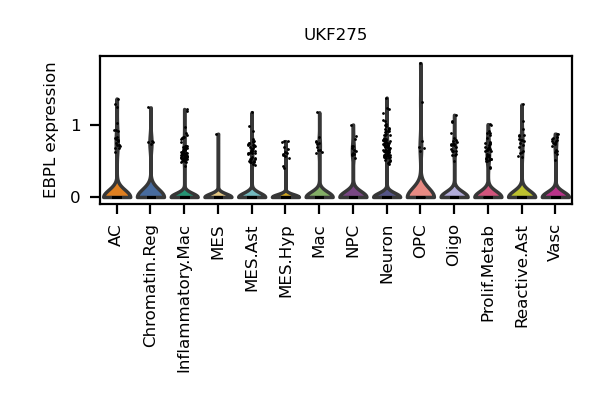 UKF275
EBPL expression
1
0
AC
Chromatin.Reg
Inflammatory.Mac
MES
MES.Ast
MES.Hyp
Mac
NPC
Neuron
OPC
Oligo
Prolif.Metab
Reactive.Ast
Vasc